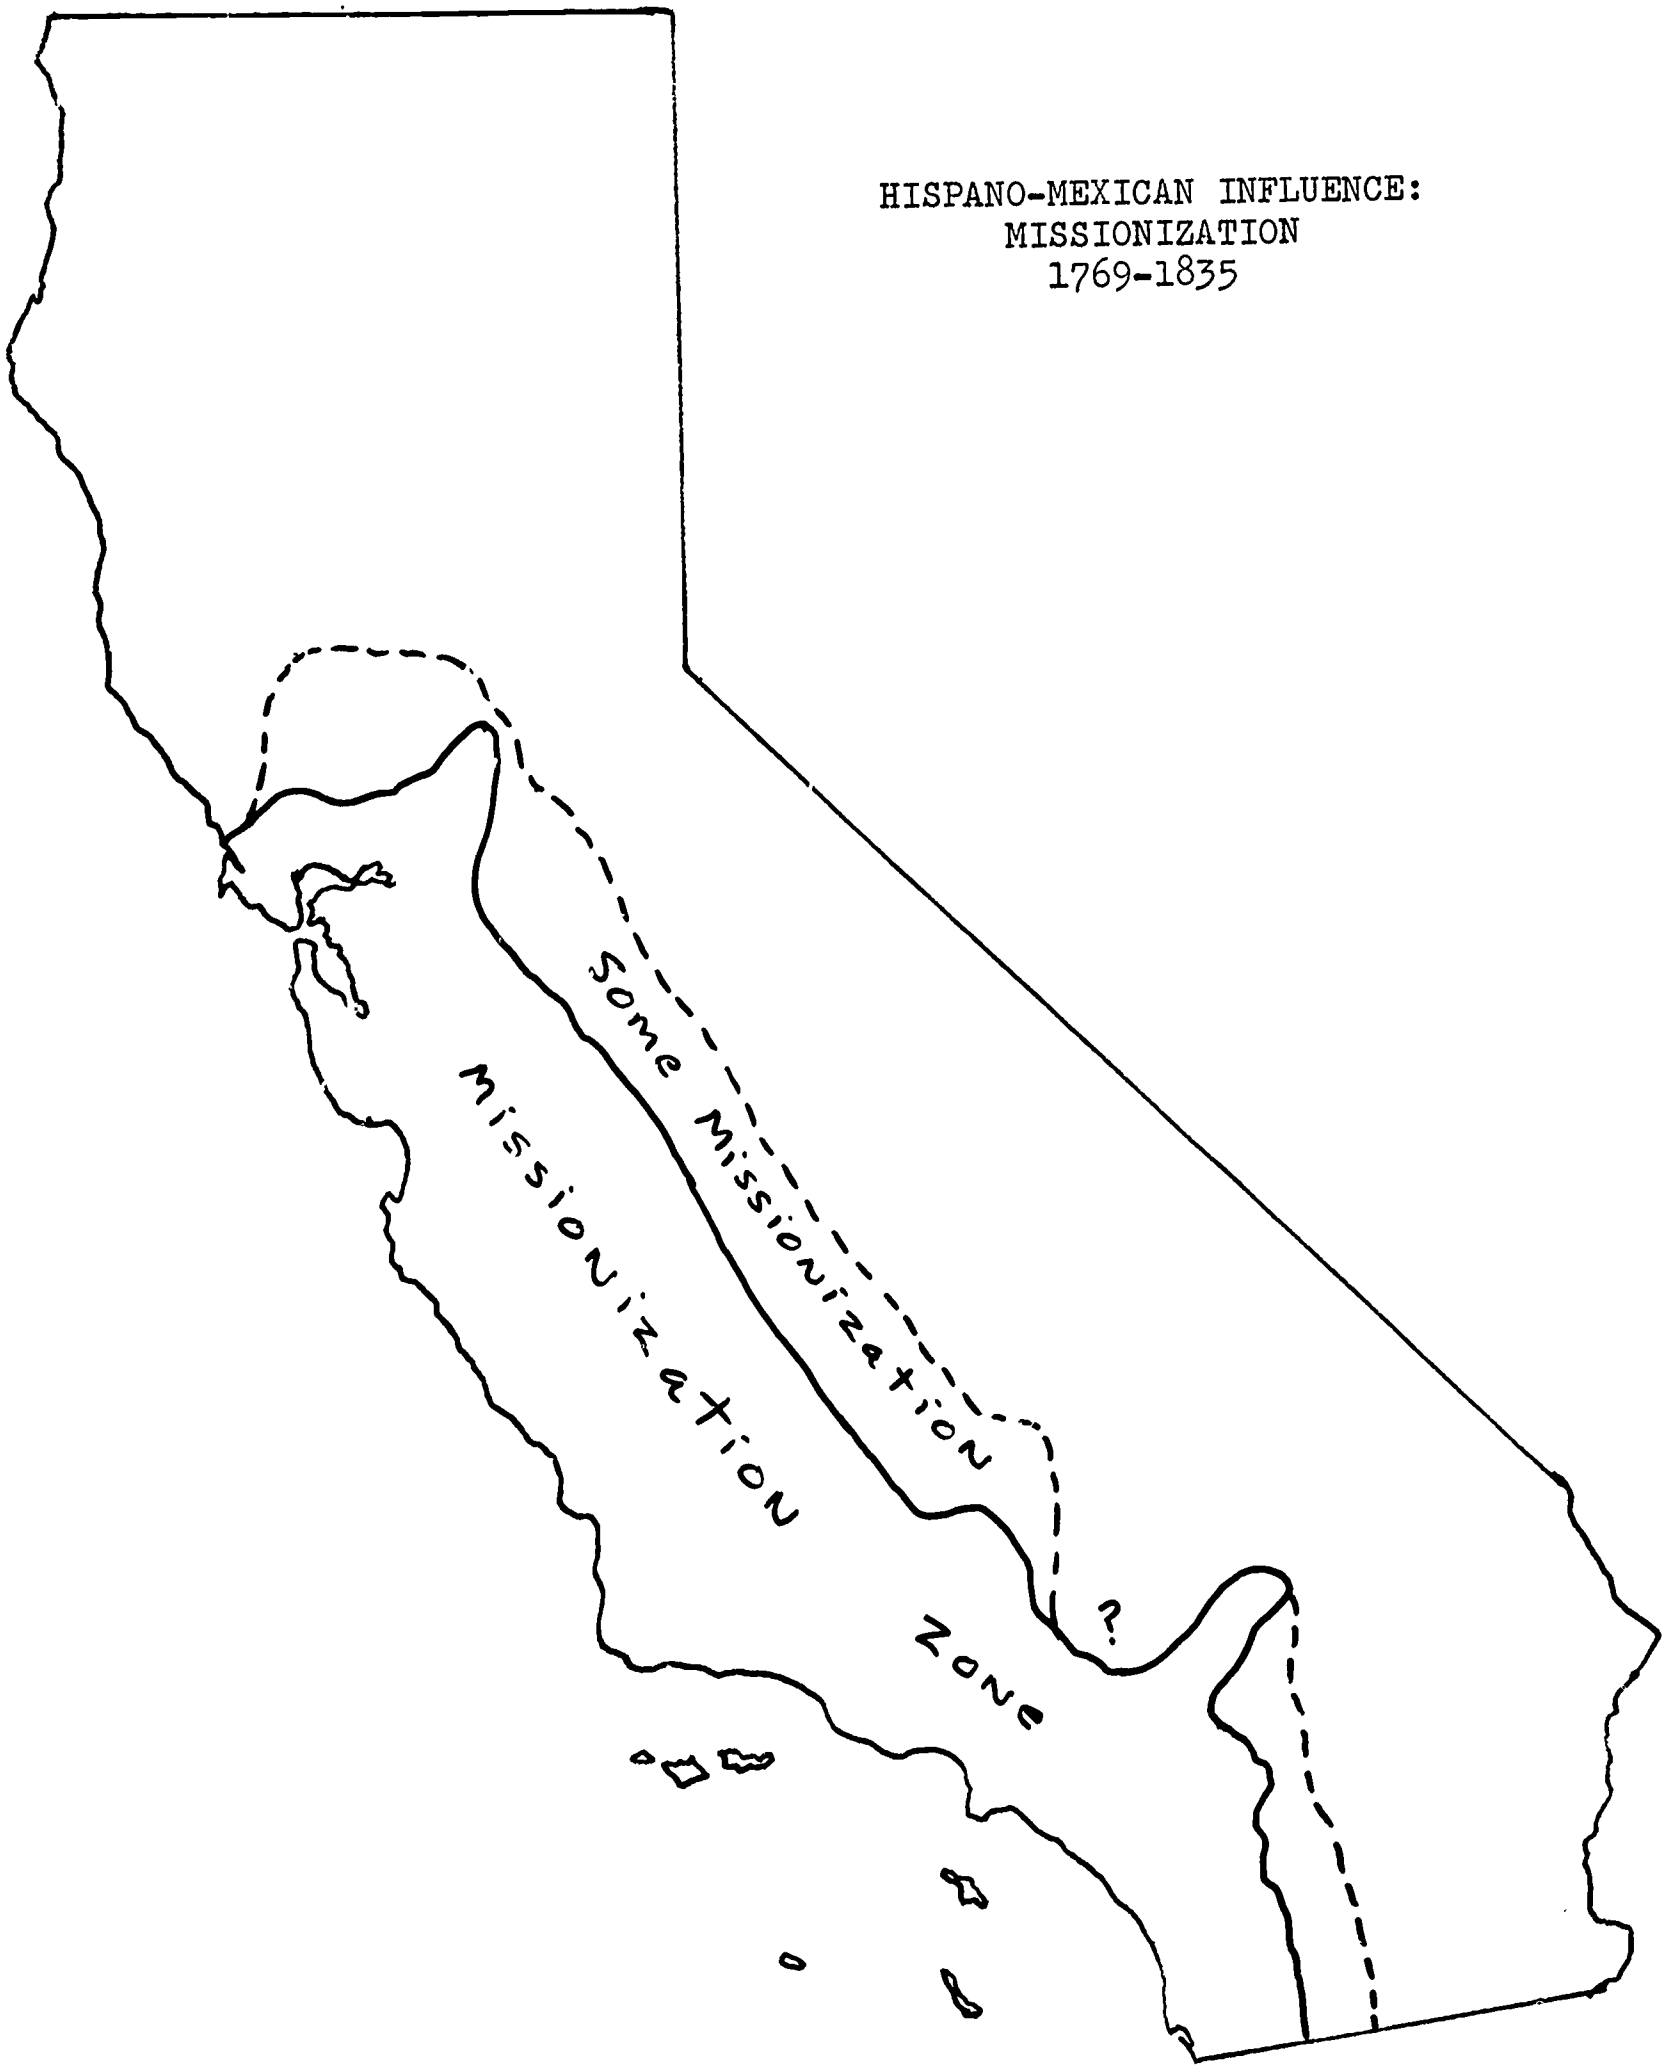 HISPANO-MEXICAN INFLUENCE:
MISSIONIZATION
1769-1835
Some Missionization
Missionization
Zone
?